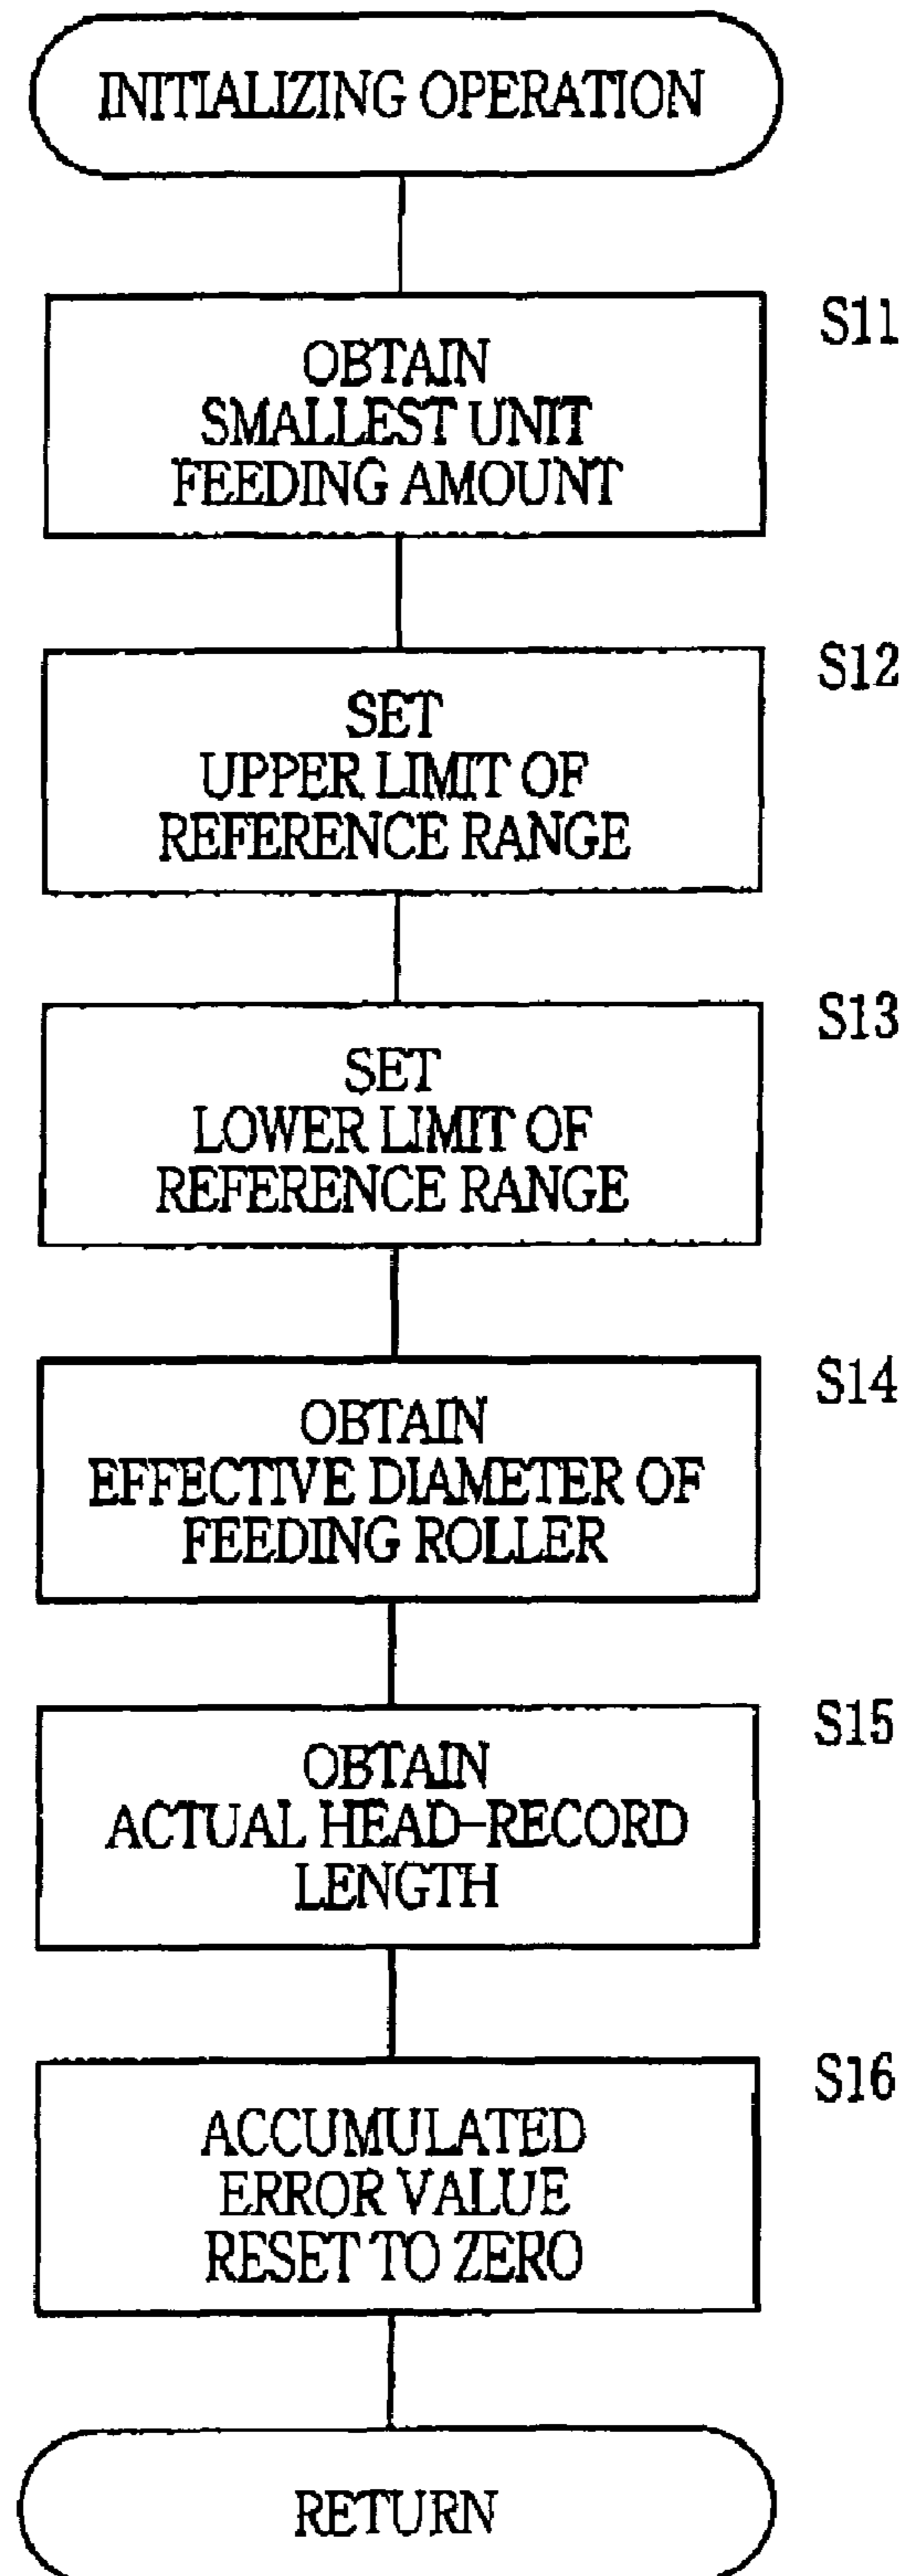 INITIALIZING OPERATION
S11
OBTAIN
SMALLEST UNIT
FEEDING AMOUNT
S12
SET
UPPER LIMIT OF
REFERENCE RANGE
S13
SET
LOWER LIMIT OF
REFERENCE RANGE
S14
OBTAIN
EFFECTIVE DIAMETER OF
FEEDING ROLLER
S15
OBTAIN
ACTUAL HEAD-RECORD
LENGTH
S16
ACCUMULATED
ERROR VALUE
RESET TO ZERO
RETURN